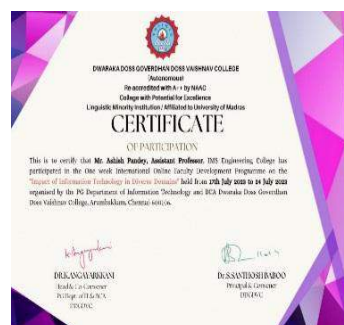 DWARAKA DOSS GOVERDHAN DOSS VAISHNAV COLLEGE
(Autonomous)
Re accredited with A++ by NAAC
College with Potential for Excellence
Linguistic Minority Institution / Affiliated to University of Madras
CERTIFICATE
OF PARTICIPATION
This is to certify that Mr. Ashish Pandey, Assistant Professor, IMS Engineering College has
participated in the One week International Online Faculty Development Programme on the
"Impact of Information Technology in Diverse Domains" held from 17th July 2023 to 24 July 2023
organised by the PG Department of Information Technology and BCA Dwaraka Doss Goverdhan
Doss Vaishnav College, Arumbakkam, Chennai
DR.KANGAYARKKANI
Dr.S.SANTHOSH BABOO
Head & Co-Convener
Principal & Convener
PG Dept. of IT & BCA
DDGDVC
DDGDVC